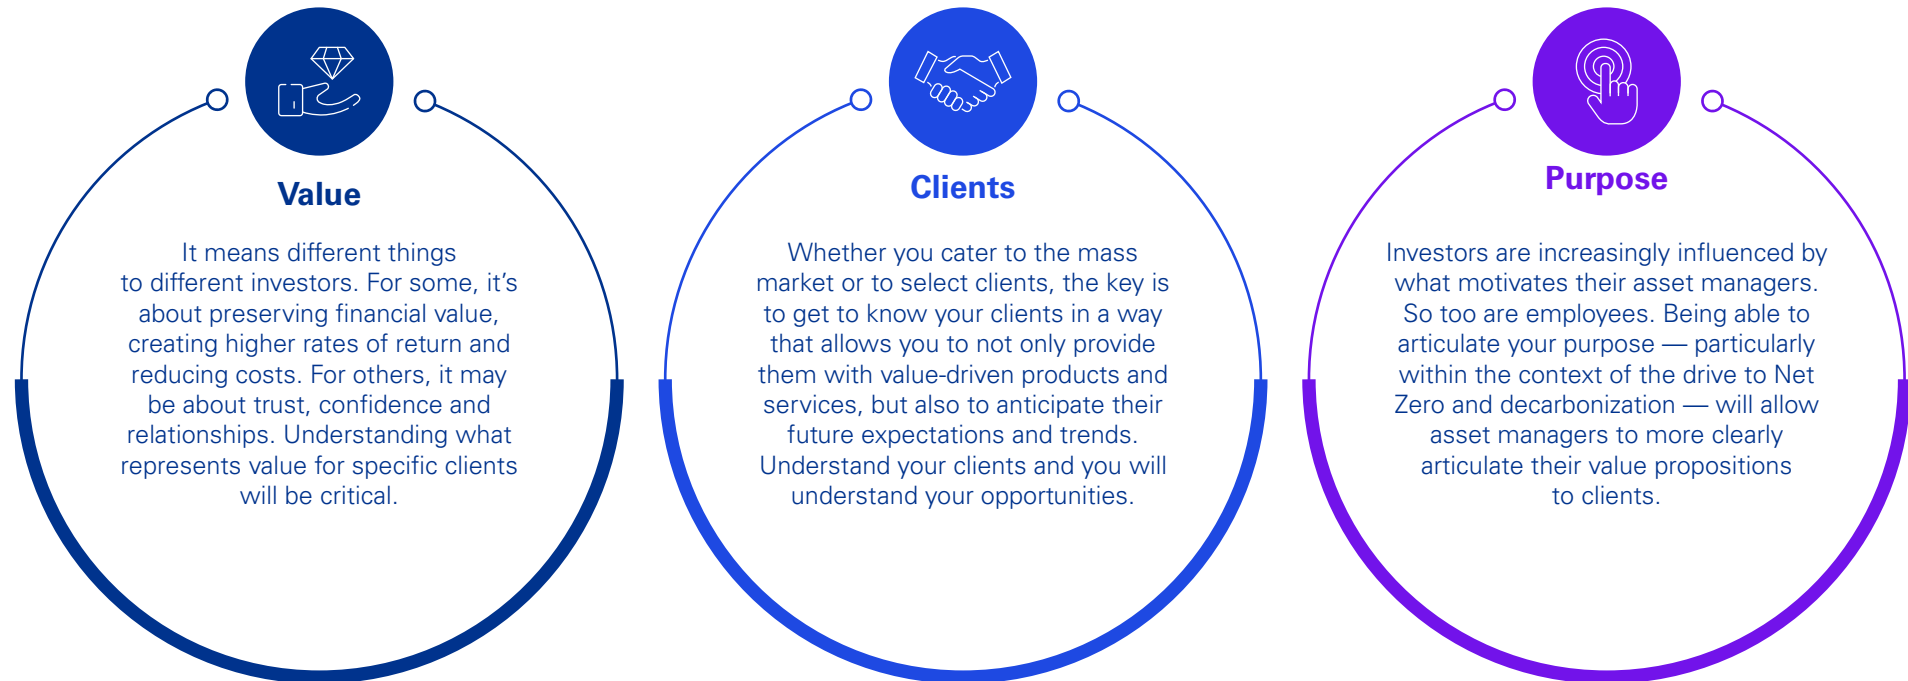 Value
It means different things
to different investors. For some, it’s
about preserving financial value,
creating higher rates of return and
reducing costs. For others, it may
be about trust, confidence and
relationships. Understanding what
represents value for specific clients
will be critical.
Clients
Whether you cater to the mass
market or to select clients, the key is
to get to know your clients in a way
that allows you to not only provide
them with value-driven products and
services, but also to anticipate their
future expectations and trends.
Understand your clients and you will
understand your opportunities.
Purpose
Investors are increasingly influenced by
what motivates their asset managers.
So too are employees. Being able to
articulate your purpose — particularly
within the context of the drive to Net
Zero and decarbonization — will allow
asset managers to more clearly
articulate their value propositions
to clients.